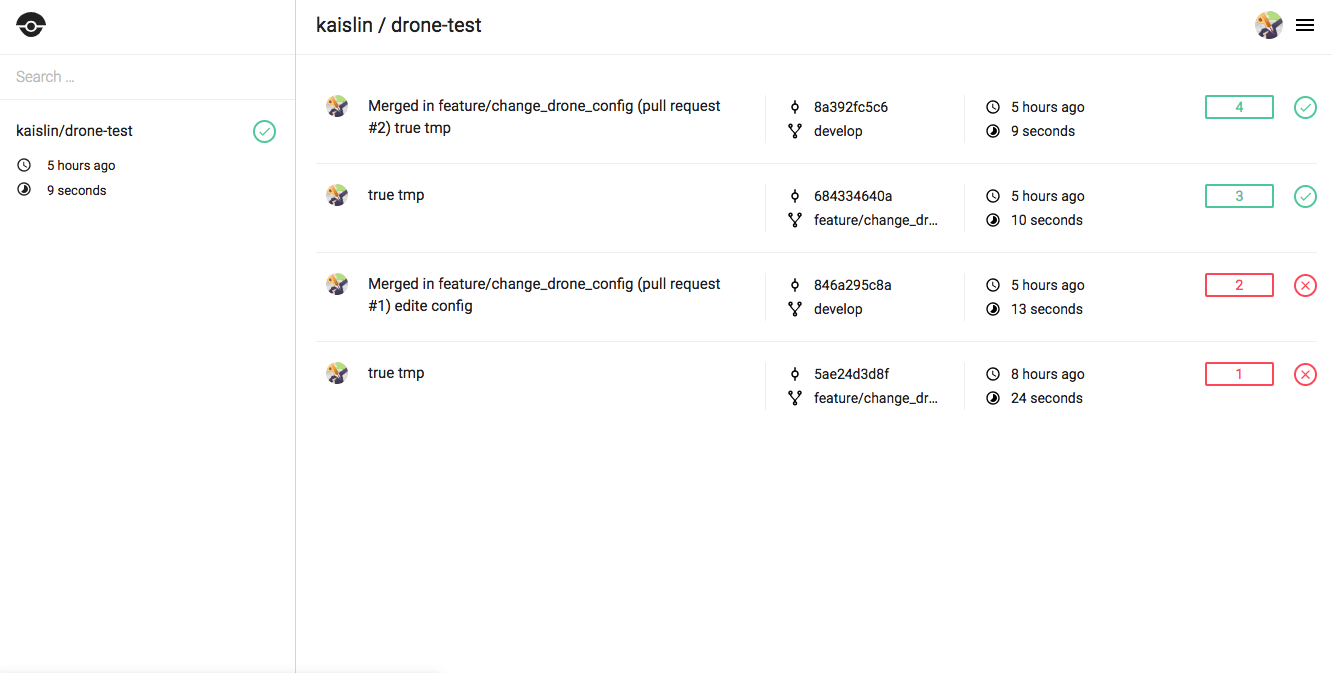 kaislin / drone-test
Search ...
kaislin/drone-test
5 hours ago
9 seconds
Merged in feature/change_drone_config (pull request
#2) true tmp
8a392fc5c6
develop
5 hours ago
9 seconds
4
true tmp
684334640a
feature/change_dr...
5 hours ago
10 seconds
3
Merged in feature/change_drone_config (pull request
#1) edite config
846a295c8a
develop
5 hours ago
13 seconds
2
true tmp
5ae24d3d8f
feature/change_dr...
8 hours ago
24 seconds
1